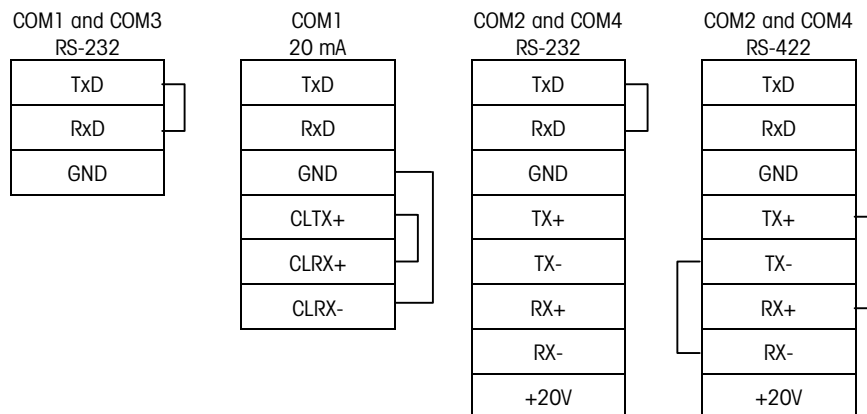 COM1 and COM3
RS-232
TxD
RxD
GND
COM1
20 mA
TxD
RxD
GND
CLTX+
CLRX+
CLRX-
COM2 and COM4
RS-232
TxD
RxD
GND
TX+
TX-
RX+
RX-
+20V
COM2 and COM4
RS-422
TxD
RxD
GND
TX+
TX-
RX+
RX-
+20V